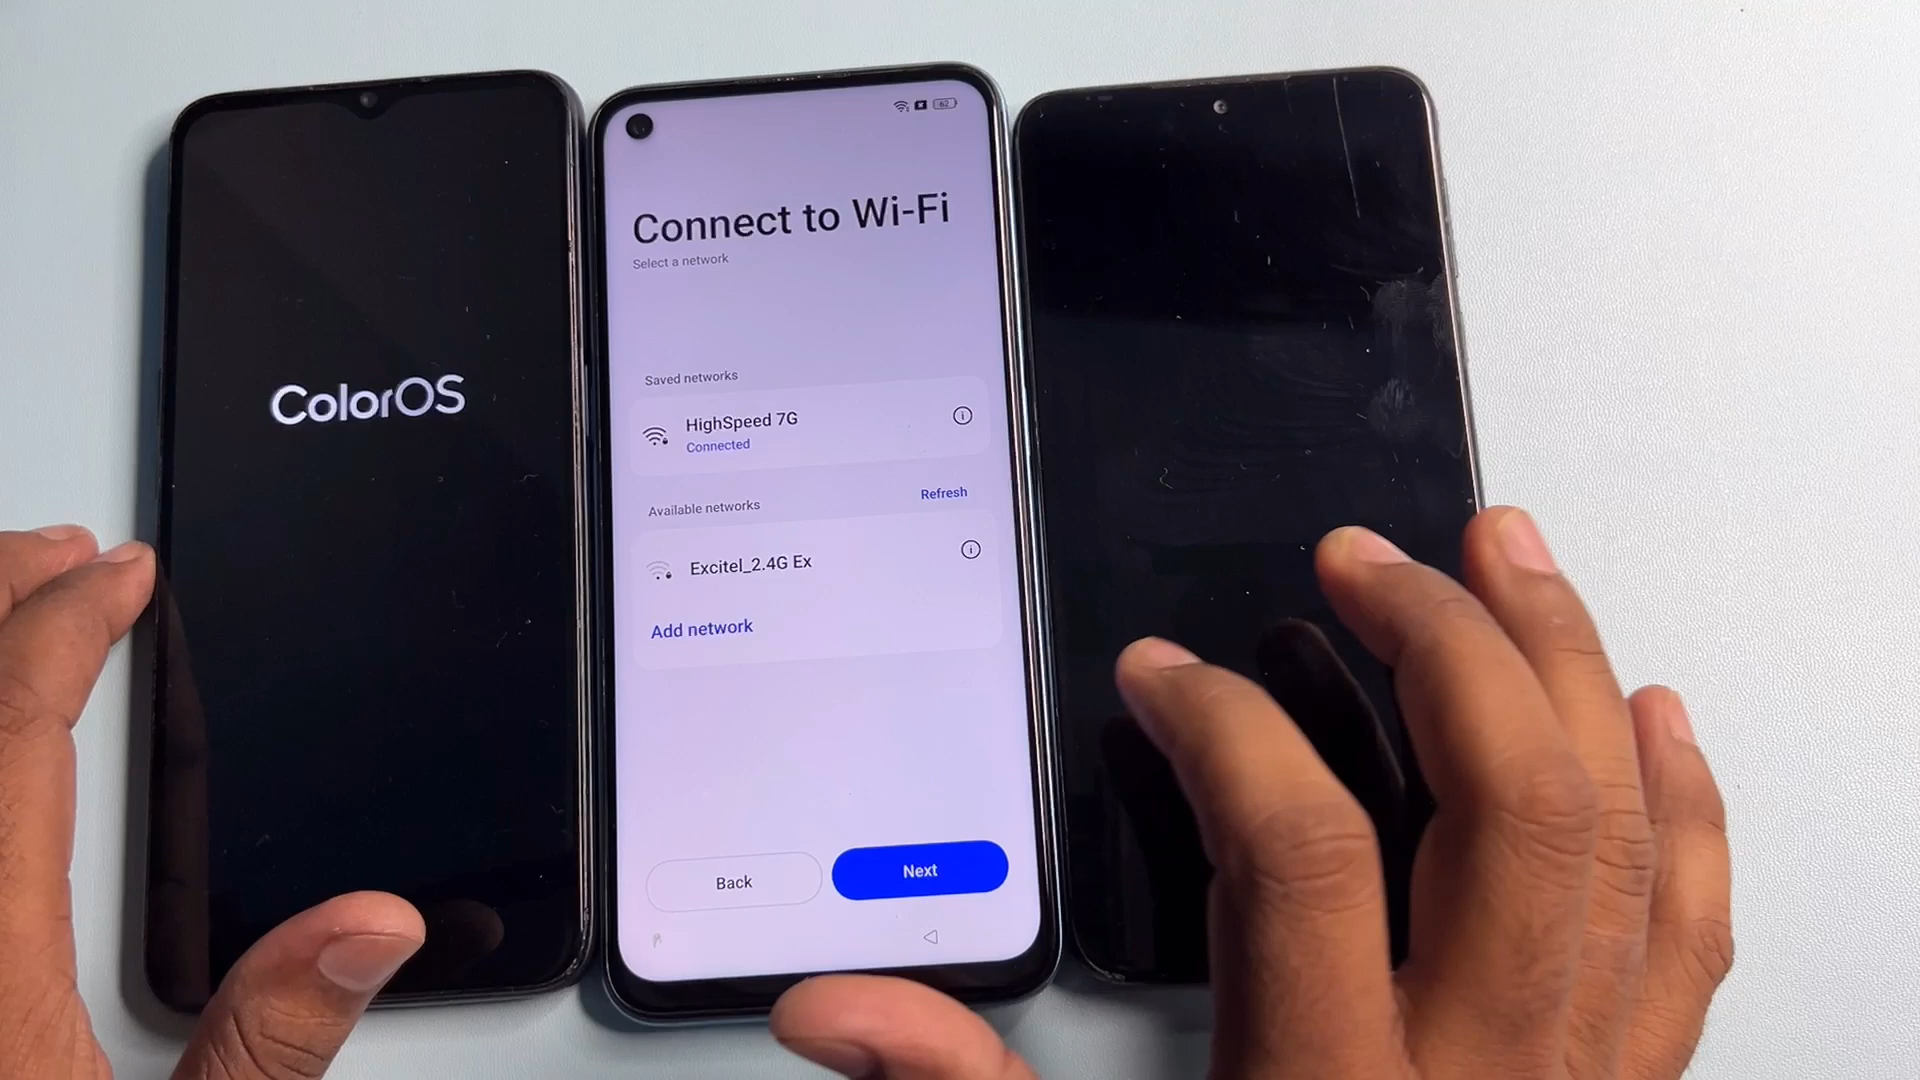 ColorOS
62
Connect to Wi-Fi
Select a network
Saved networks
HighSpeed 7G
Connected
Available networks
Refresh
Excitel_2.4G Ex
Add network
Back
Next